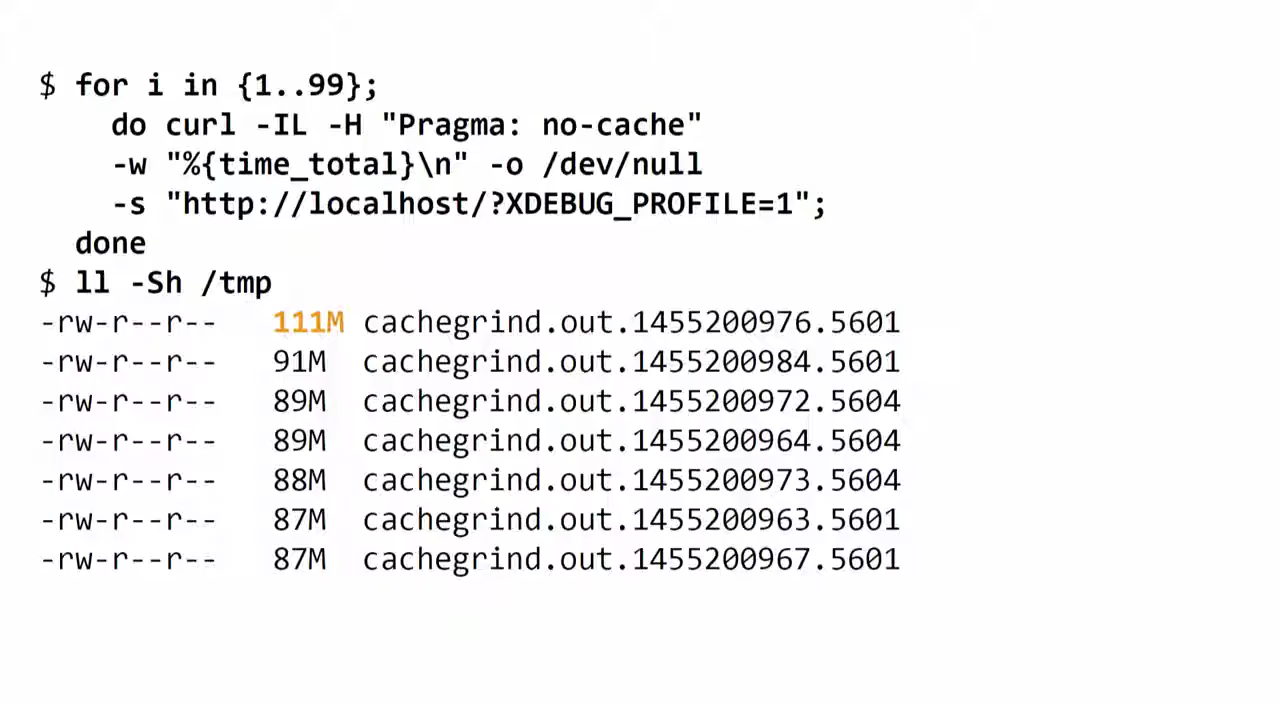 $ for i in {1..99};
do curl -IL -H "Pragma: no-cache"
-w "%{time_total}\n" -o /dev/null
-s "http://localhost/?XDEBUG_PROFILE=1";
done
$ ll -Sh /tmp
-rw-r--r-- 111M cachegrind.out.1455200976.5601
-rw-r--r-- 91M cachegrind.out.1455200984.5601
-rw-r--r-- 89M cachegrind.out.1455200972.5604
-rw-r--r-- 89M cachegrind.out.1455200964.5604
-rw-r--r-- 88M cachegrind.out.1455200973.5604
-rw-r--r-- 87M cachegrind.out.1455200963.5601
-rw-r--r-- 87M cachegrind.out.1455200967.5601